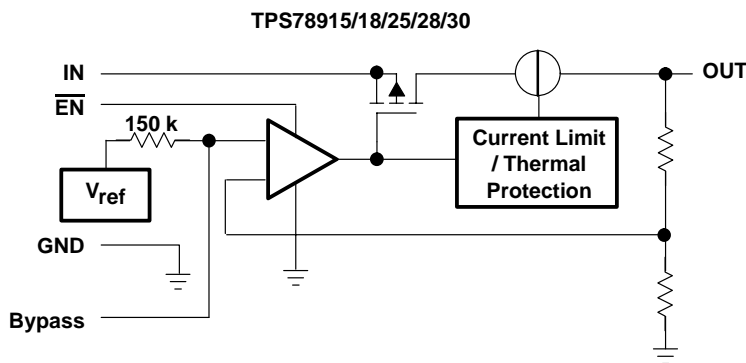 TPS78915/18/25/28/30
IN
OUT
EN
150 k
Current Limit
/ Thermal
Protection
Vref
GND
Bypass